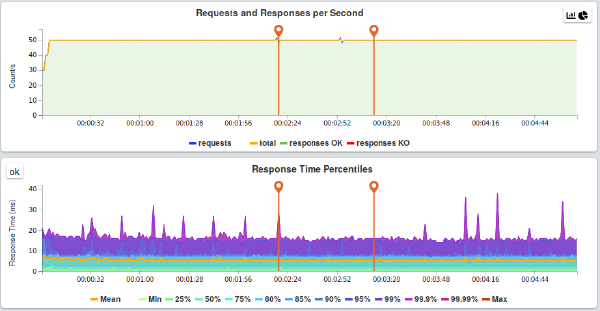 Requests and Responses per Second
50
40
30
20
10
0
Count/s
00:00:32 00:01:00 00:01:28 00:01:56 00:02:24 00:02:52 00:03:20 00:03:48 00:04:16 00:04:44
requests total responses OK responses KO
ok
Response Time Percentiles
40
30
20
10
0
Response Time (ms)
00:00:32 00:01:00 00:01:28 00:01:56 00:02:24 00:02:52 00:03:20 00:03:48 00:04:16 00:04:44
Mean Min 25% 50% 75% 80% 85% 90% 95% 99% 99.9% 99.99% Max